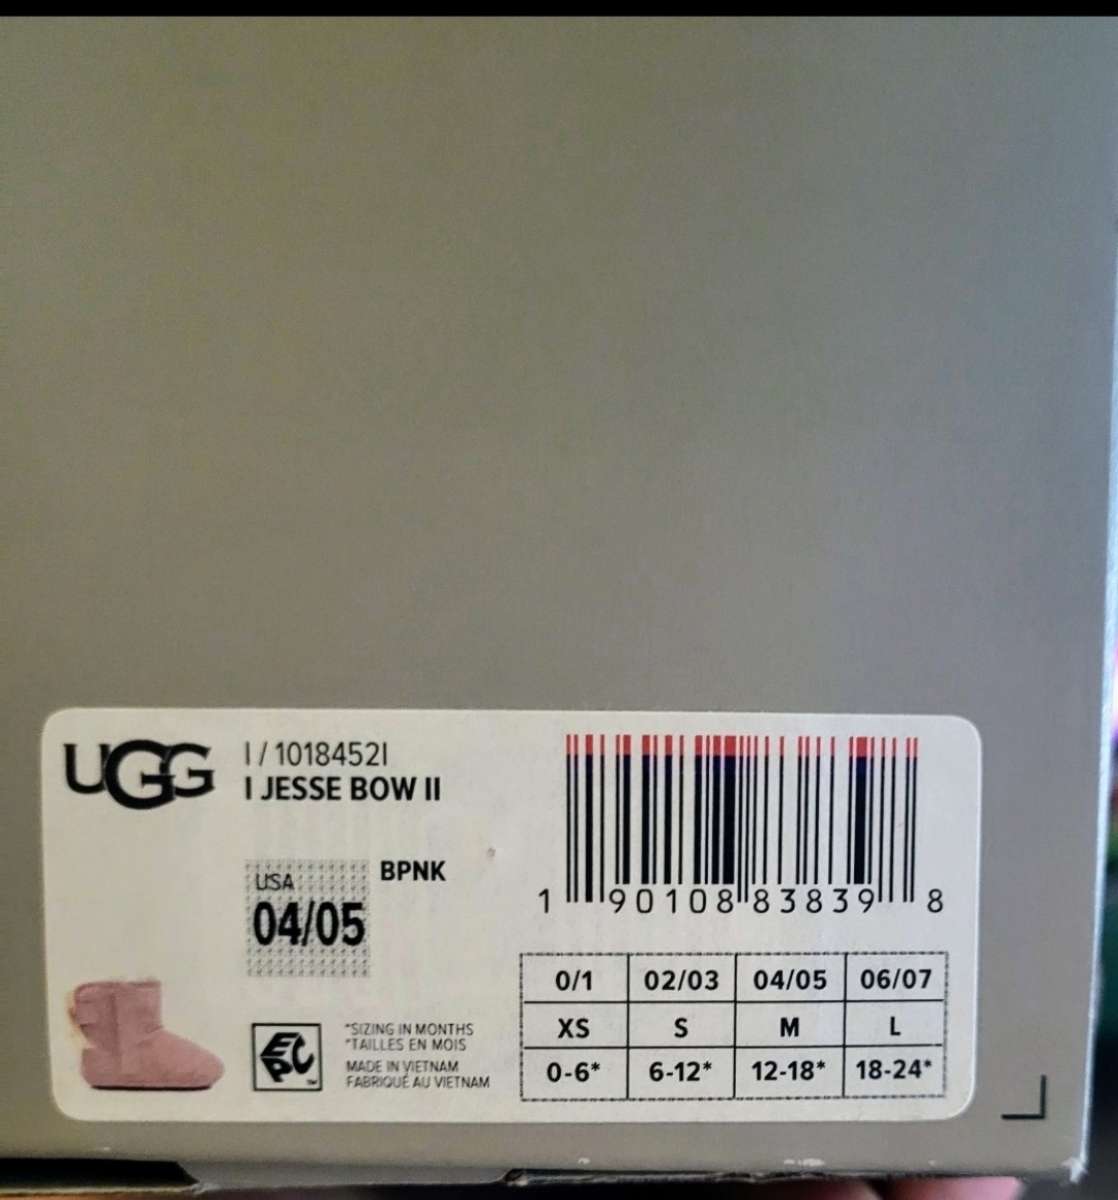 UGG
I / 1018452I
I JESSE BOW II
BPNK
USA
04/05
1 90108 83839 8
0/1 02/03 04/05 06/07
XS S M L
0-6* 6-12* 12-18* 18-24*
EPC
*SIZING IN MONTHS
*TAILLES EN MOIS
MADE IN VIETNAM
FABRIQUÉ AU VIETNAM